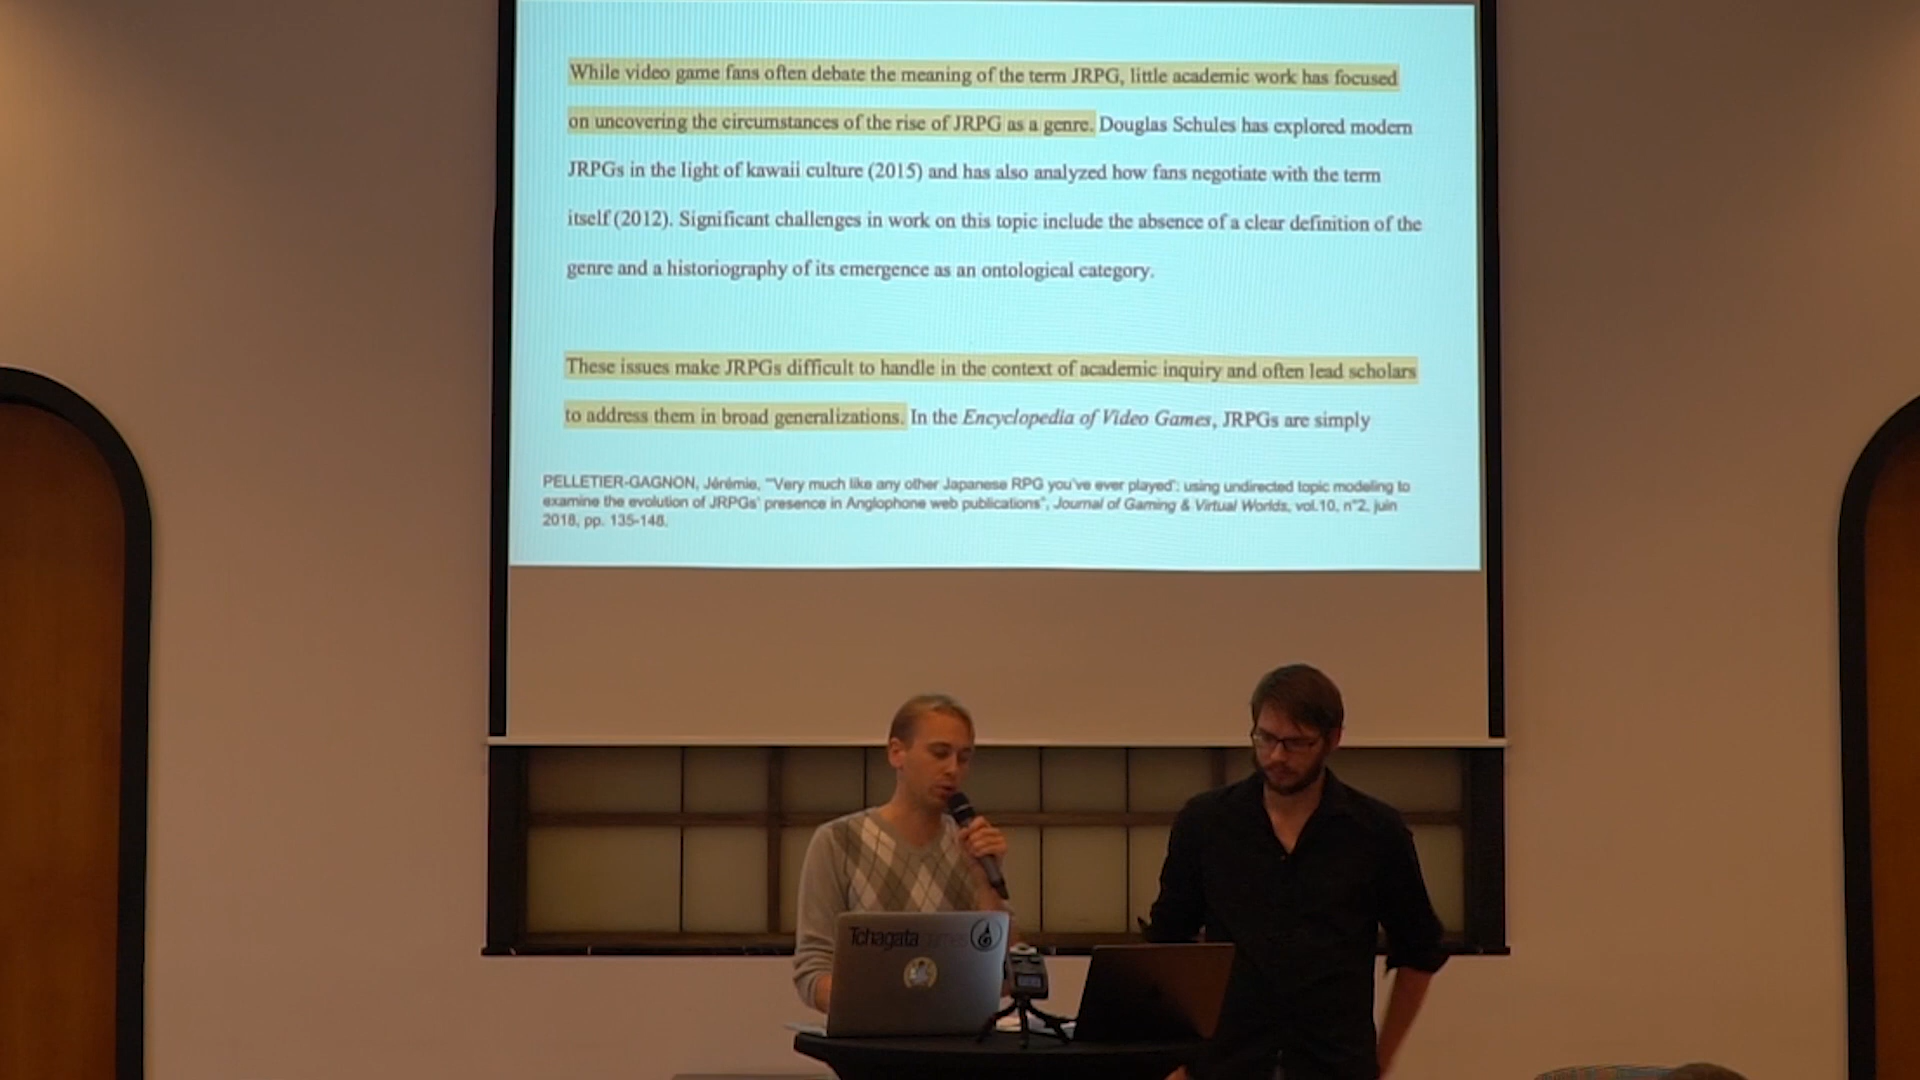 While video game fans often debate the meaning of the term JRPG, little academic work has focused
on uncovering the circumstances of the rise of JRPG as a genre. Douglas Schules has explored modern
JRPGs in the light of kawaii culture (2015) and has also analyzed how fans negotiate with the term
itself (2012). Significant challenges in work on this topic include the absence of a clear definition of the
genre and a historiography of its emergence as an ontological category.
These issues make JRPGs difficult to handle in the context of academic inquiry and often lead scholars
to address them in broad generalizations. In the Encyclopedia of Video Games, JRPGs are simply
PELLETIER-GAGNON, Jérémie, "'Very much like any other Japanese RPG you've ever played': using undirected topic modeling to
examine the evolution of JRPGs' presence in Anglophone web publications", Journal of Gaming & Virtual Worlds, vol.10, n°2, juin
2018, pp. 135-148.
Tchagata